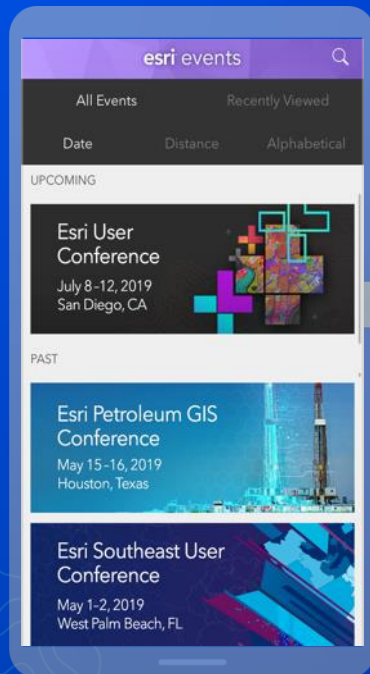 esri events
All Events Recently Viewed
Date Distance Alphabetical
UPCOMING
Esri User
Conference
July 8-12, 2019
San Diego, CA
PAST
Esri Petroleum GIS
Conference
May 15-16, 2019
Houston, Texas
Esri Southeast User
Conference
May 1-2, 2019
West Palm Beach, FL